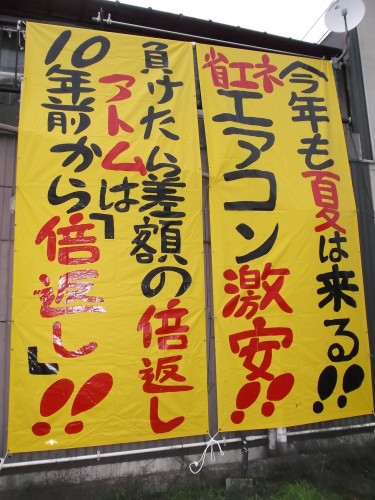 今年も夏は来る!!
省エネエアコン激安!!
負けたら差額の倍返し
アトムは「
10年前から倍返し」!!